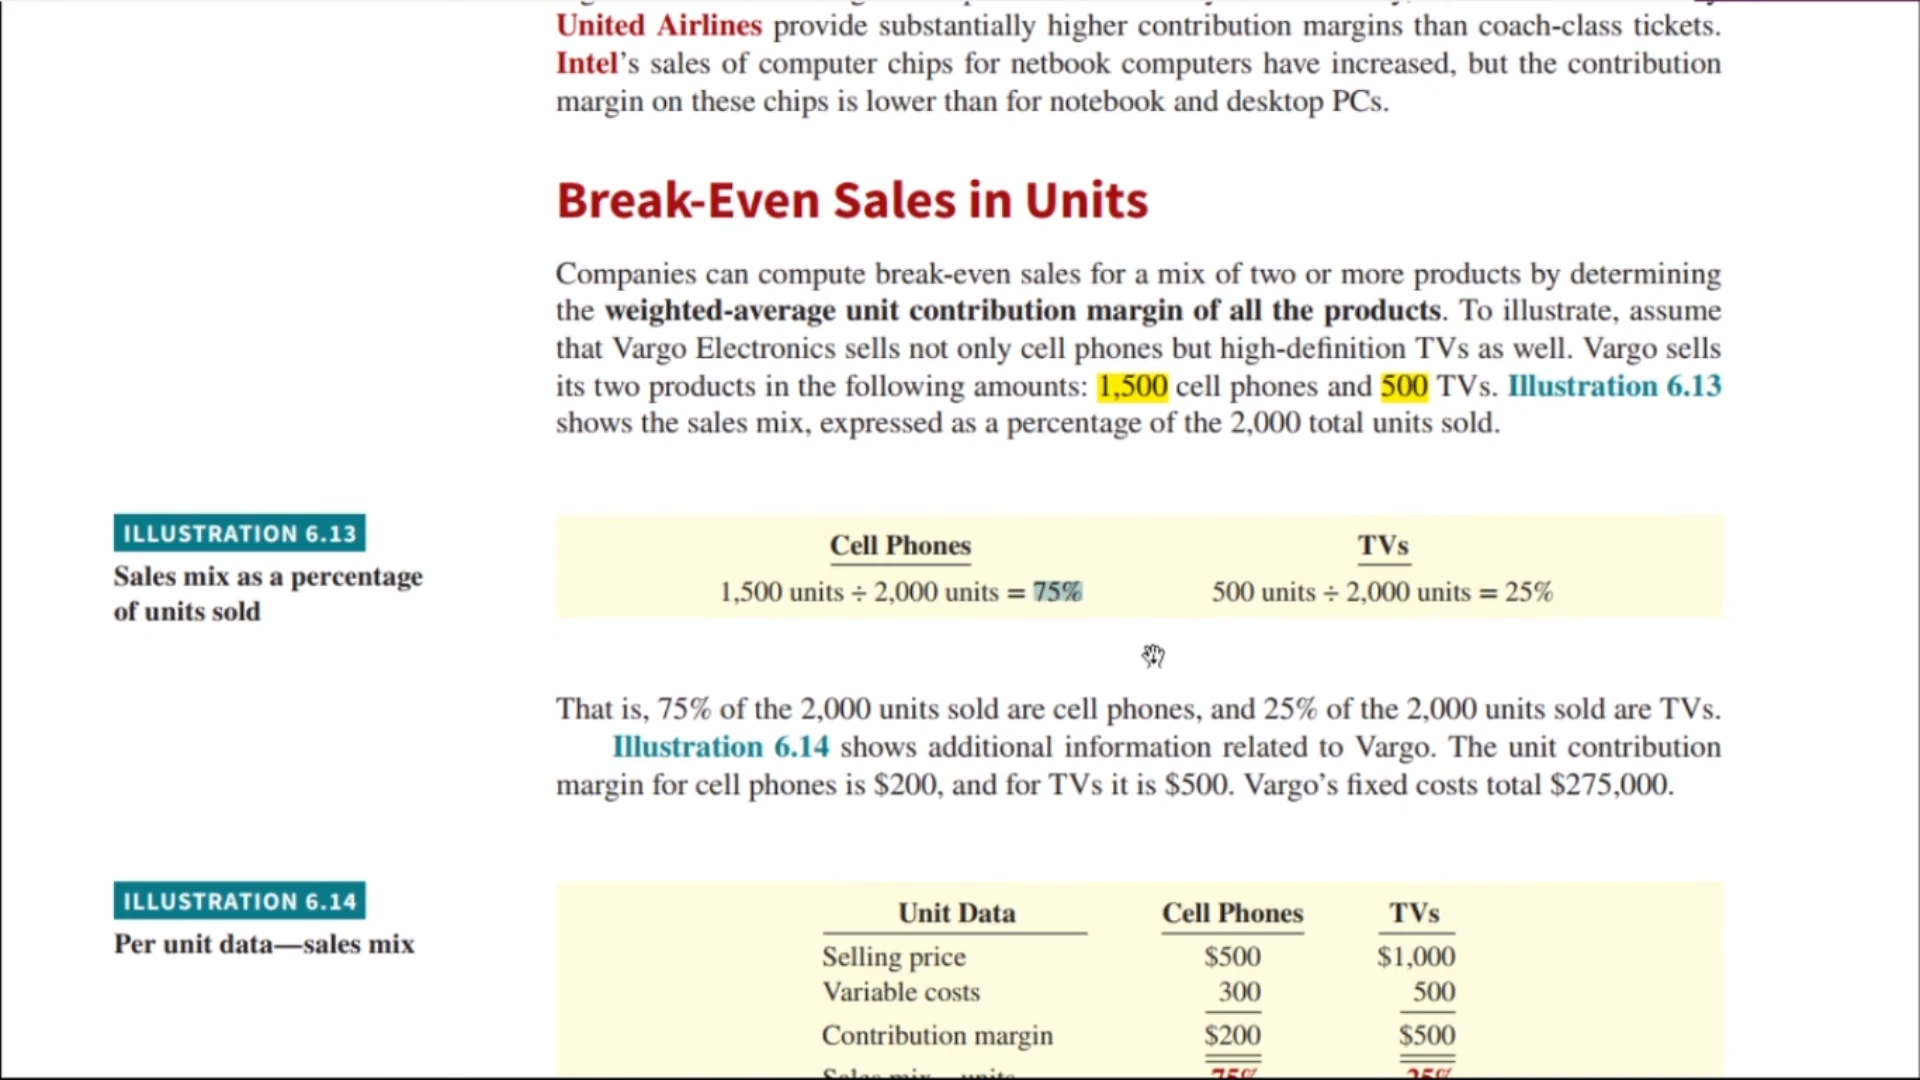 United Airlines provide substantially higher contribution margins than coach-class tickets.
Intel's sales of computer chips for netbook computers have increased, but the contribution
margin on these chips is lower than for notebook and desktop PCs.
Break-Even Sales in Units
Companies can compute break-even sales for a mix of two or more products by determining
the weighted-average unit contribution margin of all the products. To illustrate, assume
that Vargo Electronics sells not only cell phones but high-definition TVs as well. Vargo sells
its two products in the following amounts: 1,500 cell phones and 500 TVs. Illustration 6.13
shows the sales mix, expressed as a percentage of the 2,000 total units sold.
ILLUSTRATION 6.13
Sales mix as a percentage
of units sold
Cell Phones TVs
1,500 units ÷ 2,000 units = 75% 500 units ÷ 2,000 units = 25%
That is, 75% of the 2,000 units sold are cell phones, and 25% of the 2,000 units sold are TVs.
Illustration 6.14 shows additional information related to Vargo. The unit contribution
margin for cell phones is $200, and for TVs it is $500. Vargo's fixed costs total $275,000.
ILLUSTRATION 6.14
Per unit data—sales mix
Unit Data Cell Phones TVs
Selling price $500 $1,000
Variable costs 300 500
Contribution margin $200 $500
Sales mix—units 75% 25%